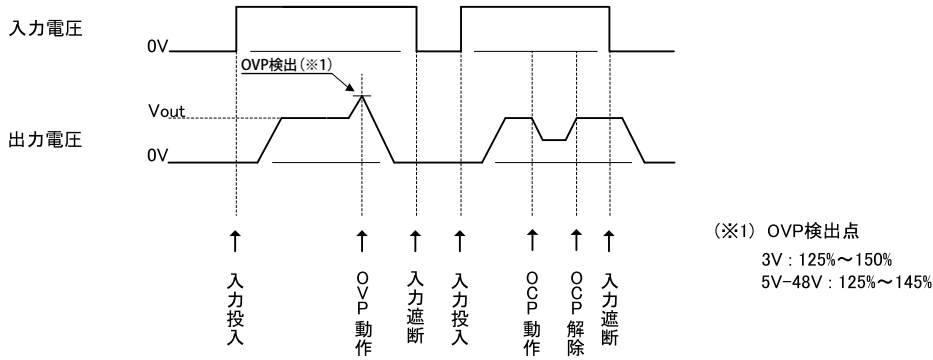 入力電圧
0V
OVP検出(※1)
Vout
出力電圧
0V
入力投入
OVP動作
入力遮断
入力投入
OCP動作
OCP解除
入力遮断
(※1) OVP検出点
3V : 125%～150%
5V-48V : 125%～145%